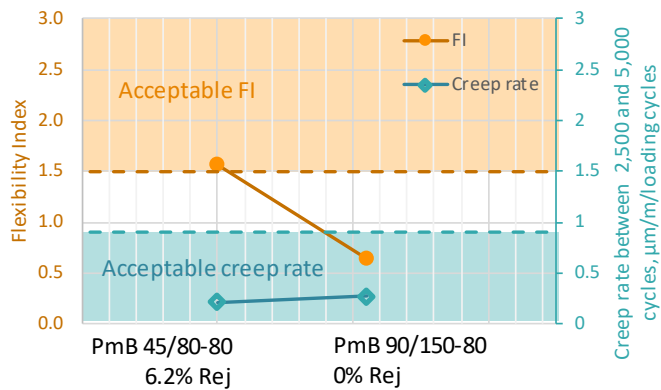 3.0
2.5
2.0
1.5
1.0
0.5
0.0
Flexibility Index
FI
Creep rate
Acceptable FI
Acceptable creep rate
3
2.5
2
1.5
1
0.5
0
Creep rate between 2,500 and 5,000
cycles, µm/m/loading cycles
PmB 45/80-80
6.2% Rej
PmB 90/150-80
0% Rej